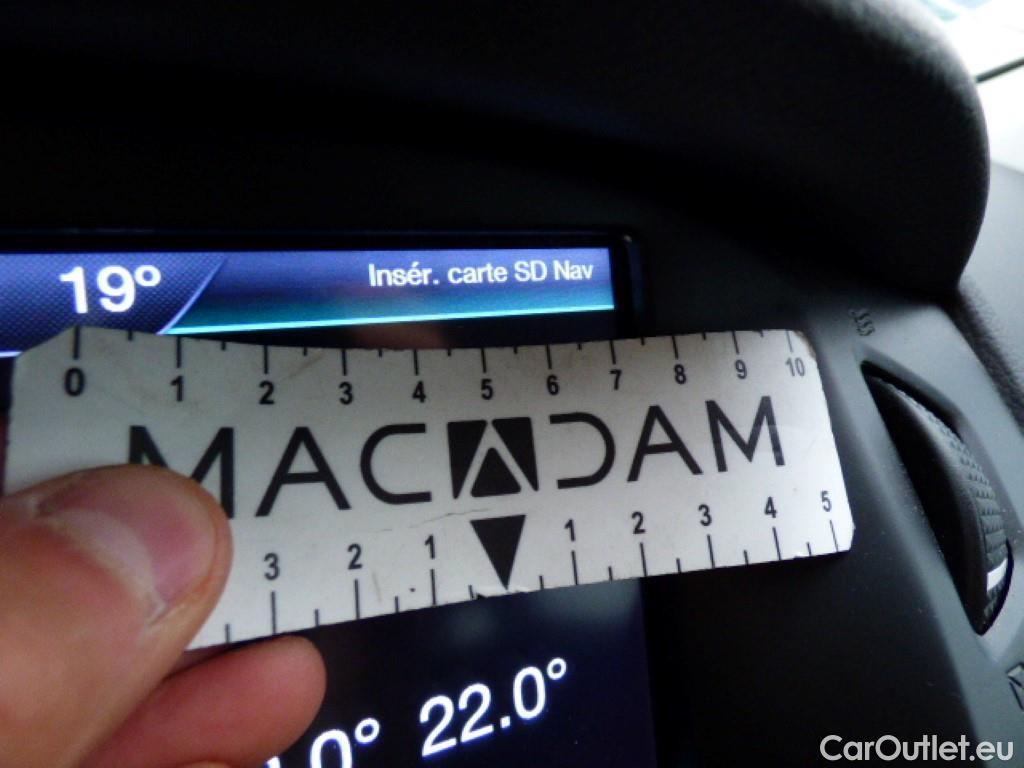 19°
Insér. carte SD Nav
0 1 2 3 4 5 6 7 8 9 10
MACADAM
3 2 1 1 2 3 4 5
22.0°
CarOutlet.eu